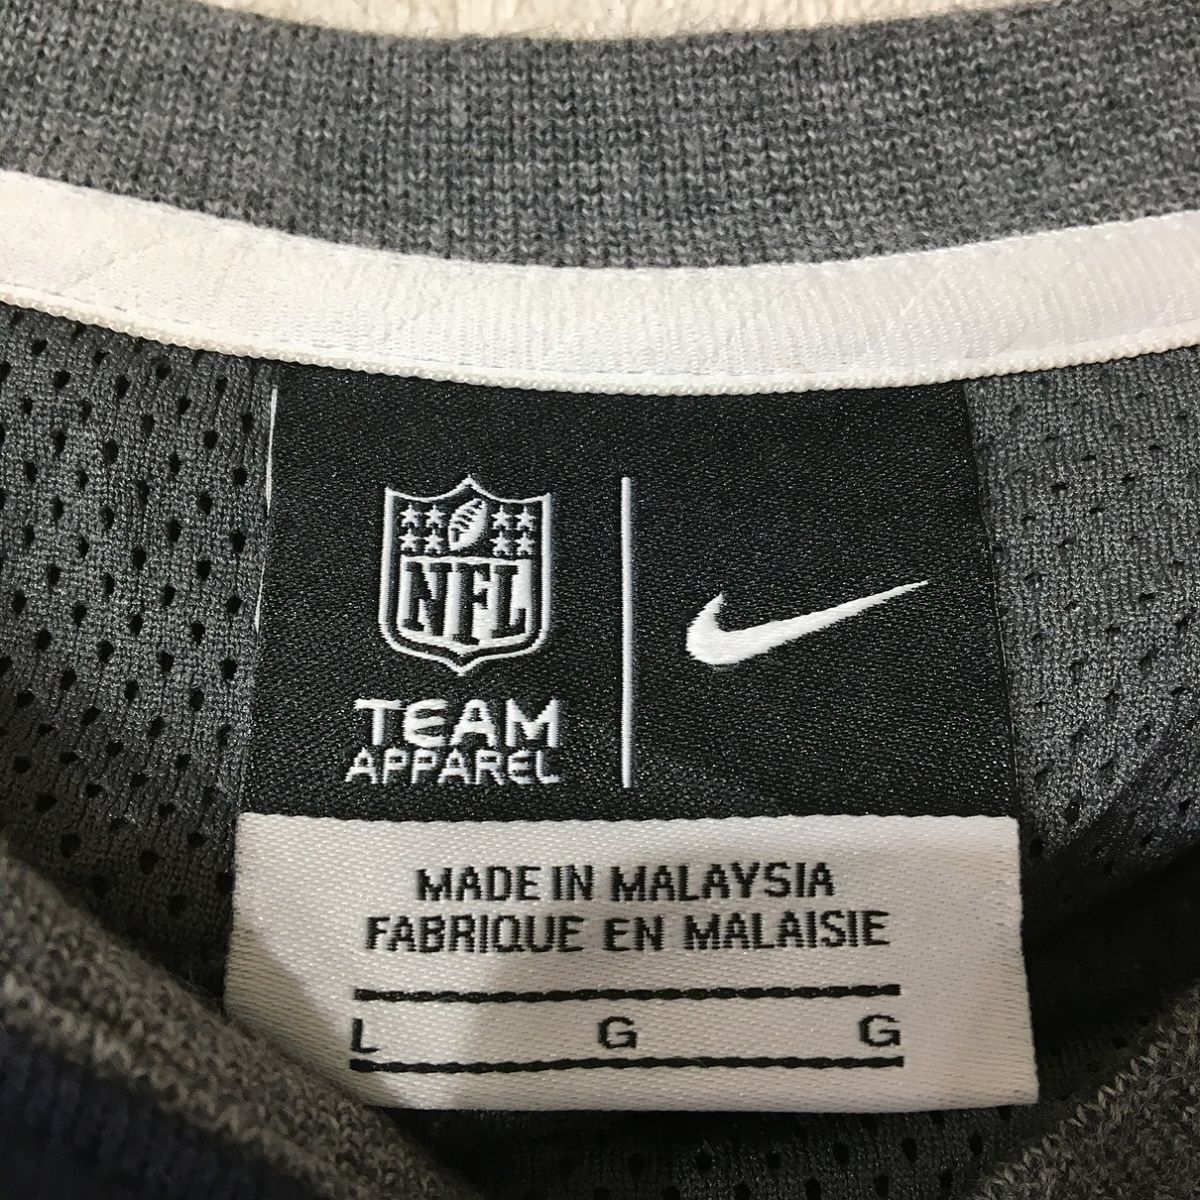 NFL
TEAM
APPAREL
MADE IN MALAYSIA
FABRIQUE EN MALAISIE
L G G